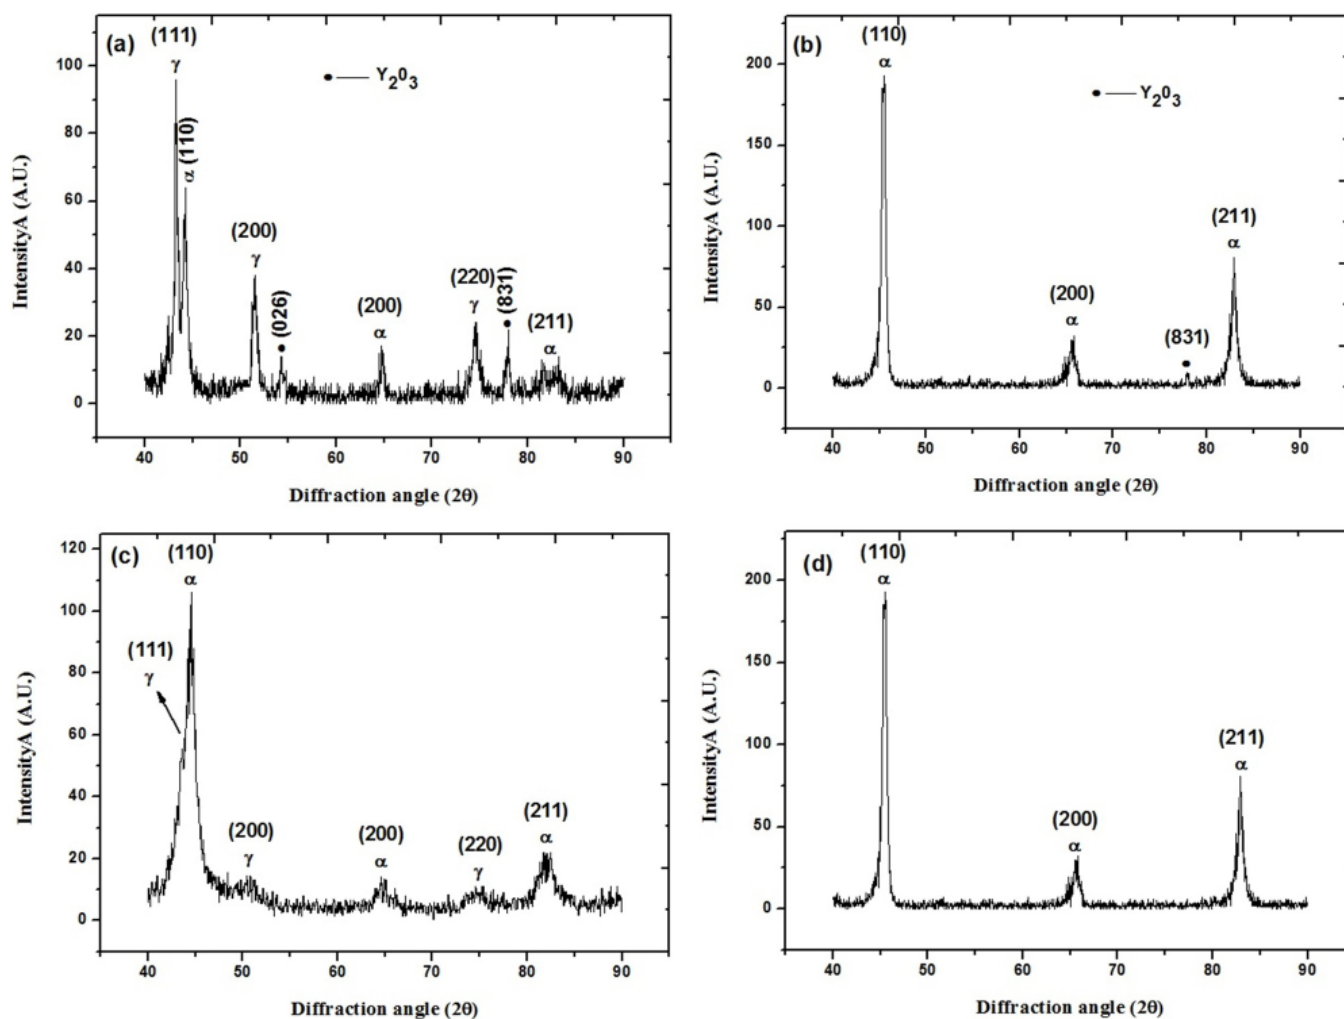 (a)
(111)
γ
α (110)
● — Y203
(200)
γ
(026)
●
(200)
α
(220)
γ
(831)
●
(211)
α
IntensityA (A.U.)
100
80
60
40
20
0
40 50 60 70 80 90
Diffraction angle (2θ)
(b)
(110)
α
● — Y203
(200)
α
(831)
●
(211)
α
IntensityA (A.U.)
200
150
100
50
0
40 50 60 70 80 90
Diffraction angle (2θ)
(c)
(110)
α
(111)
γ
(200)
γ
(200)
α
(220)
γ
(211)
α
IntensityA (A.U.)
120
100
80
60
40
20
0
40 50 60 70 80 90
Diffraction angle (2θ)
(d)
(110)
α
(200)
α
(211)
α
IntensityA (A.U.)
200
150
100
50
0
40 50 60 70 80 90
Diffraction angle (2θ)